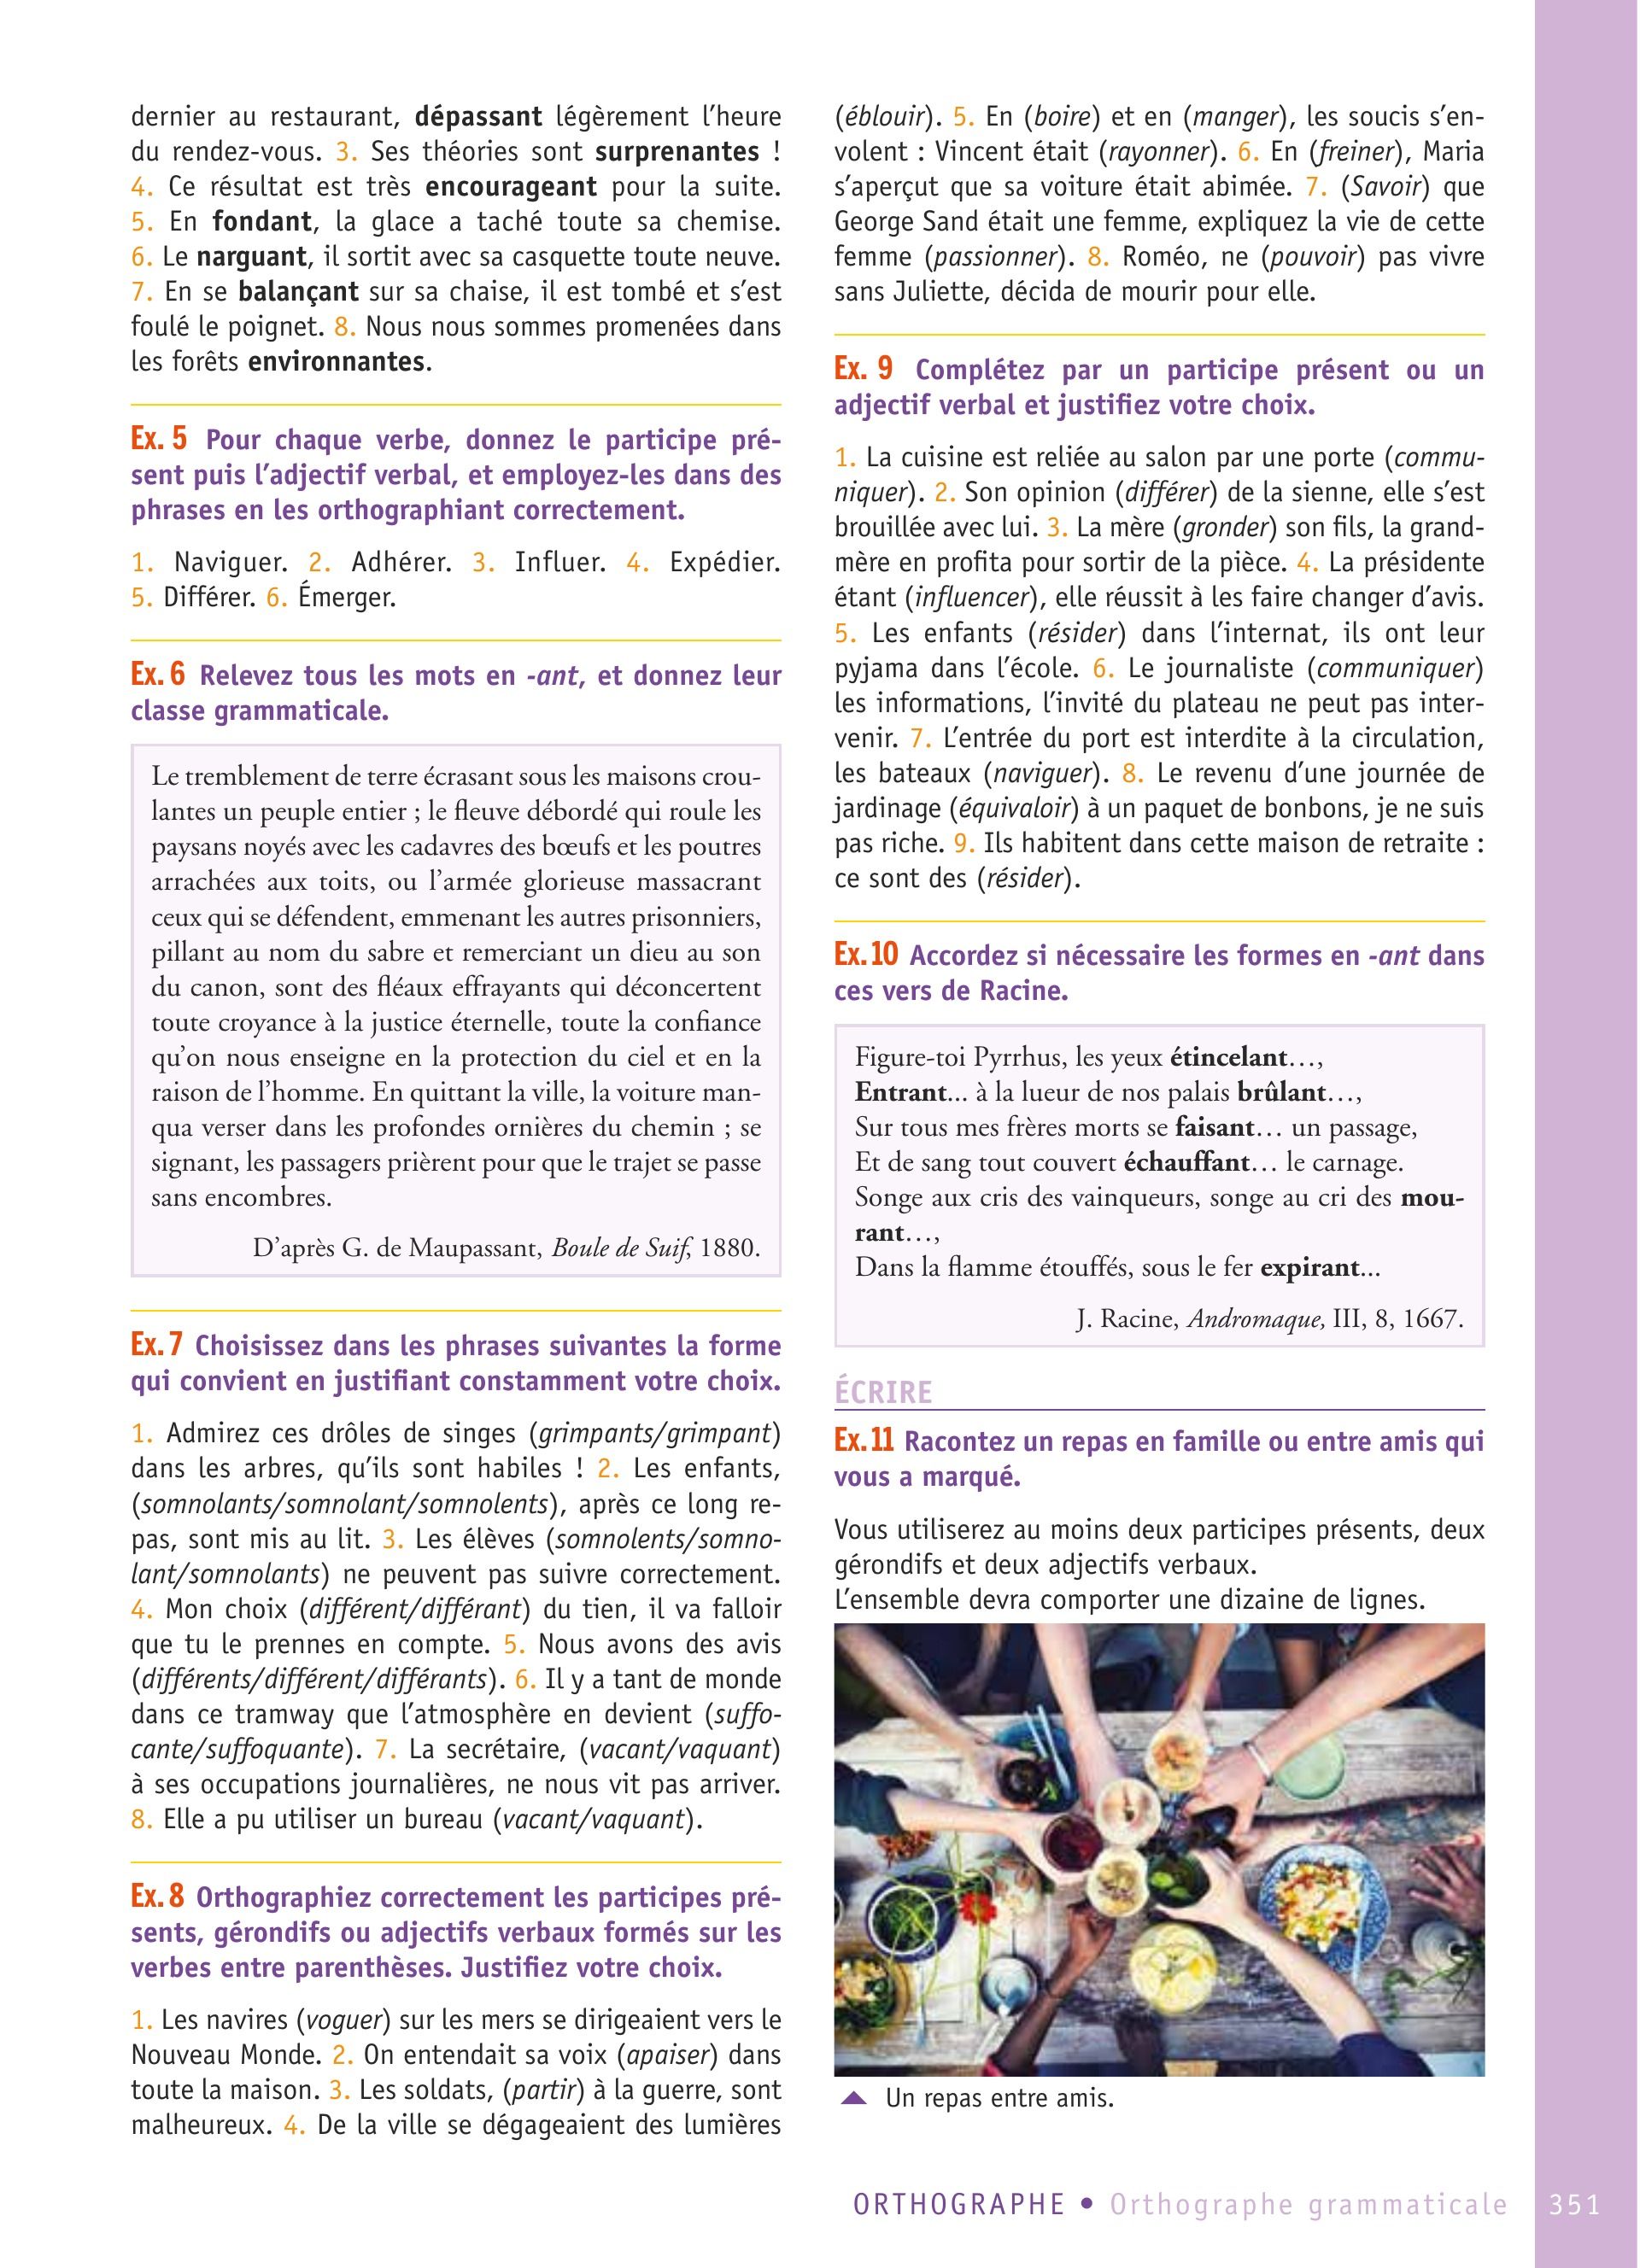 dernier au restaurant, dépassant légèrement l'heure
du rendez-vous. 3. Ses théories sont surprenantes !
4. Ce résultat est très encourageant pour la suite.
5. En fondant, la glace a taché toute sa chemise.
6. Le narguant, il sortit avec sa casquette toute neuve.
7. En se balançant sur sa chaise, il est tombé et s'est
foulé le poignet. 8. Nous nous sommes promenées dans
les forêts environnantes.
Ex. 5 Pour chaque verbe, donnez le participe pré-
sent puis l'adjectif verbal, et employez-les dans des
phrases en les orthographiant correctement.
1. Naviguer. 2. Adhérer. 3. Influer. 4. Expédier.
5. Différer. 6. Émerger.
Ex. 6 Relevez tous les mots en -ant, et donnez leur
classe grammaticale.
Le tremblement de terre écrasant sous les maisons crou-
lantes un peuple entier ; le fleuve débordé qui roule les
paysans noyés avec les cadavres des bœufs et les poutres
arrachées aux toits, ou l'armée glorieuse massacrant
ceux qui se défendent, emmenant les autres prisonniers,
pillant au nom du sabre et remerciant un dieu au son
du canon, sont des fléaux effrayants qui déconcertent
toute croyance à la justice éternelle, toute la confiance
qu'on nous enseigne en la protection du ciel et en la
raison de l'homme. En quittant la ville, la voiture man-
qua verser dans les profondes ornières du chemin ; se
signant, les passagers prièrent pour que le trajet se passe
sans encombres.
D'après G. de Maupassant, Boule de Suif, 1880.
Ex. 7 Choisissez dans les phrases suivantes la forme
qui convient en justifiant constamment votre choix.
1. Admirez ces drôles de singes (grimpants/grimpant)
dans les arbres, qu'ils sont habiles ! 2. Les enfants,
(somnolants/somnolant/somnolents), après ce long re-
pas, sont mis au lit. 3. Les élèves (somnolents/somno-
lant/somnolants) ne peuvent pas suivre correctement.
4. Mon choix (différent/différant) du tien, il va falloir
que tu le prennes en compte. 5. Nous avons des avis
(différents/différent/différants). 6. Il y a tant de monde
dans ce tramway que l'atmosphère en devient (suffo-
cante/suffoquante). 7. La secrétaire, (vacant/vaquant)
à ses occupations journalières, ne nous vit pas arriver.
8. Elle a pu utiliser un bureau (vacant/vaquant).
Ex. 8 Orthographiez correctement les participes pré-
sents, gérondifs ou adjectifs verbaux formés sur les
verbes entre parenthèses. Justifiez votre choix.
1. Les navires (voguer) sur les mers se dirigeaient vers le
Nouveau Monde. 2. On entendait sa voix (apaiser) dans
toute la maison. 3. Les soldats, (partir) à la guerre, sont
malheureux. 4. De la ville se dégageaient des lumières
(éblouir). 5. En (boire) et en (manger), les soucis s'en-
volent : Vincent était (rayonner). 6. En (freiner), Maria
s'aperçut que sa voiture était abimée. 7. (Savoir) que
George Sand était une femme, expliquez la vie de cette
femme (passionner). 8. Roméo, ne (pouvoir) pas vivre
sans Juliette, décida de mourir pour elle.
Ex. 9 Complétez par un participe présent ou un
adjectif verbal et justifiez votre choix.
1. La cuisine est reliée au salon par une porte (commu-
niquer). 2. Son opinion (différer) de la sienne, elle s'est
brouillée avec lui. 3. La mère (gronder) son fils, la grand-
mère en profita pour sortir de la pièce. 4. La présidente
étant (influencer), elle réussit à les faire changer d'avis.
5. Les enfants (résider) dans l'internat, ils ont leur
pyjama dans l'école. 6. Le journaliste (communiquer)
les informations, l'invité du plateau ne peut pas inter-
venir. 7. L'entrée du port est interdite à la circulation,
les bateaux (naviguer). 8. Le revenu d'une journée de
jardinage (équivaloir) à un paquet de bonbons, je ne suis
pas riche. 9. Ils habitent dans cette maison de retraite :
ce sont des (résider).
Ex. 10 Accordez si nécessaire les formes en -ant dans
ces vers de Racine.
Figure-toi Pyrrhus, les yeux étincelant…,
Entrant... à la lueur de nos palais brûlant…,
Sur tous mes frères morts se faisant… un passage,
Et de sang tout couvert échauffant… le carnage.
Songe aux cris des vainqueurs, songe au cri des mou-
rant…,
Dans la flamme étouffés, sous le fer expirant...
J. Racine, Andromaque, III, 8, 1667.
ÉCRIRE
Ex. 11 Racontez un repas en famille ou entre amis qui
vous a marqué.
Vous utiliserez au moins deux participes présents, deux
gérondifs et deux adjectifs verbaux.
L'ensemble devra comporter une dizaine de lignes.
Un repas entre amis.
ORTHOGRAPHE • Orthographe grammaticale 351